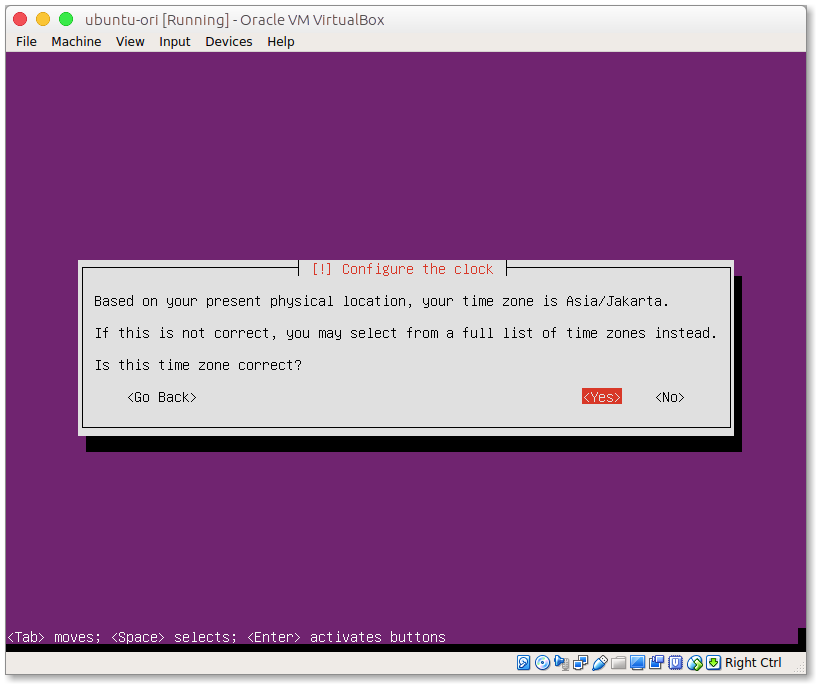 ubuntu-ori [Running] - Oracle VM VirtualBox
File Machine View Input Devices Help
[!] Configure the clock
Based on your present physical location, your time zone is Asia/Jakarta.
If this is not correct, you may select from a full list of time zones instead.
Is this time zone correct?
<Go Back> <Yes> <No>
<Tab> moves; <Space> selects; <Enter> activates buttons
Right Ctrl